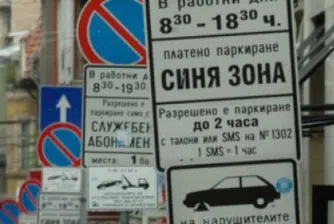 В работни дни
8³⁰ - 18³⁰ ч.
платено паркиране
СИНЯ ЗОНА
Разрешено е паркиране
до 2 часа
с талони или SMS на № 1302
1 SMS = 1 час
на нарушителите
В работни дни
8³⁰ - 19³⁰
Разрешено е
паркиране само с
СЛУЖЕБЕН
АБОНАМЕНТ
места: 1 бр.